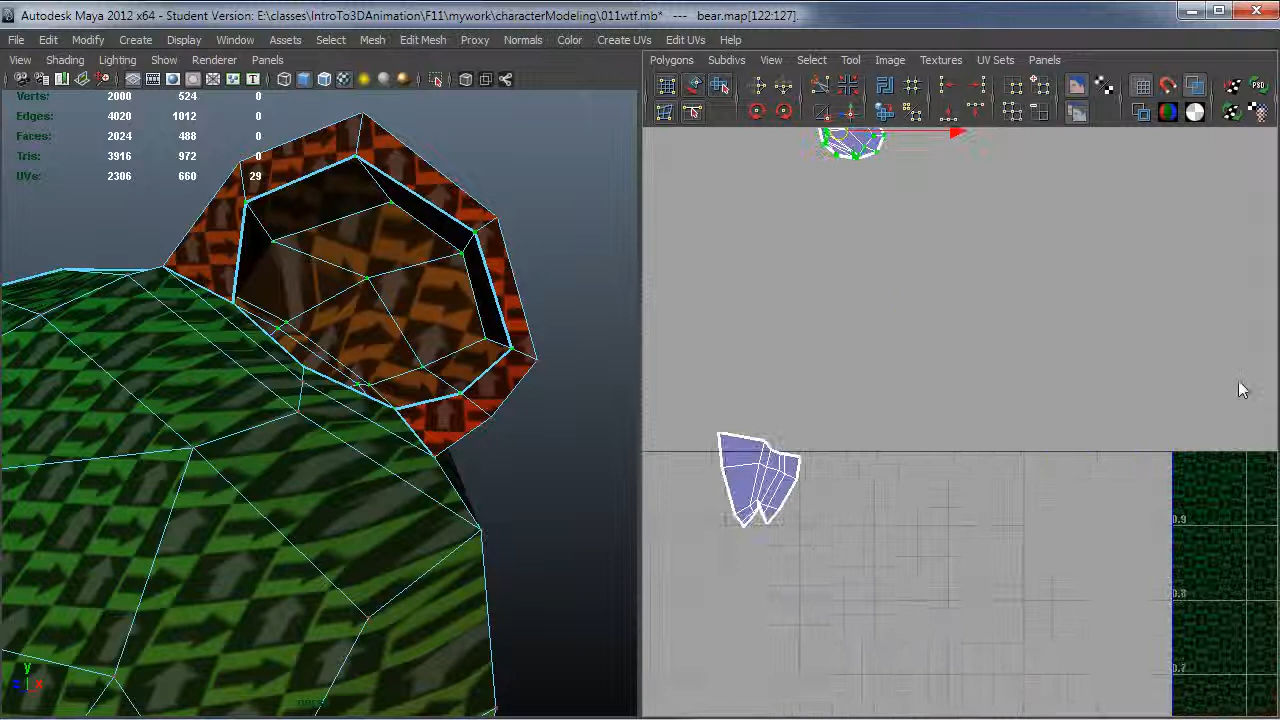 Autodesk Maya 2012 x64 - Student Version: E:\classes\IntroTo3DAnimation\F11\mywork\characterModeling\011wtf.mb* --- bear.map[122:127].
File Edit Modify Create Display Window Assets Select Mesh Edit Mesh Proxy Normals Color Create UVs Edit UVs Help
View Shading Lighting Show Renderer Panels
Polygons Subdivs View Select Tool Image Textures UV Sets Panels
Verts: 2000 524 0
Edges: 4020 1012 0
Faces: 2024 488 0
Tris: 3916 972 0
UVs: 2306 660 29
0.9
0.8
0.7
y
z x
persp